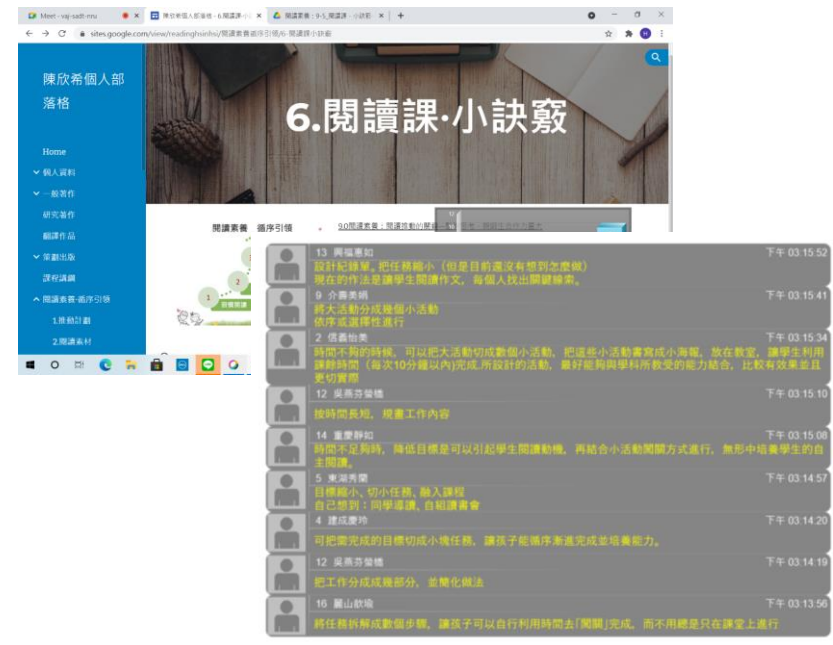 Meet - vaj-sadt-nru
陳欣希個人部落格 - 6.閱讀課·小
閱讀素養：9-5_閱讀課 - 小訣竅
sites.google.com/view/readinghsinhsi/閱讀素養循序引領/6-閱讀課小訣竅
陳欣希個人部
落格
Home
個人資料
一般著作
研究著作
翻譯作品
策劃出版
課程講綱
閱讀素養-循序引領
1.推動計劃
2.閱讀素材
6.閱讀課·小訣竅
閱讀素養 循序引領
1
2
13 興福惠如
下午 03:15:52
設計紀錄單，把任務縮小（但是目前還沒有想到怎麼做）
現在的作法是讓學生閱讀作文，每個人找出關鍵線索。
9 介壽美娟
下午 03:15:41
將大活動分成幾個小活動
依序或選擇性進行
2 信義怡美
下午 03:15:34
時間不夠的時候，可以把大活動切成數個小活動，把這些小活動書寫成小海報，放在教室，讓學生利用
課餘時間（每次10分鐘以內)完成.所設計的活動，最好能夠與學科所教受的能力結合，比較有效果並且
更切實際
12 吳燕芬螢橋
下午 03:15:10
按時間長短，規畫工作內容
14 重慶靜如
下午 03:15:08
時間不足夠時，降低目標是可以引起學生閱讀動機，再結合小活動闖關方式進行，無形中培養學生的自
主閱讀。
5 東湖秀蘭
下午 03:14:57
目標縮小、切小任務、融入課程
自己想到：同學導讀、自組讀書會
4 建成慶玲
下午 03:14:20
可把需完成的目標切成小塊任務，讓孩子能循序漸進完成並培養能力。
12 吳燕芬螢橋
下午 03:14:19
把工作分成成幾部分，並簡化做法
16 麗山歆瑜
下午 03:13:56
將任務拆解成數個步驟，讓孩子可以自行利用時間去「闖關」完成，而不用總是只在課堂上進行